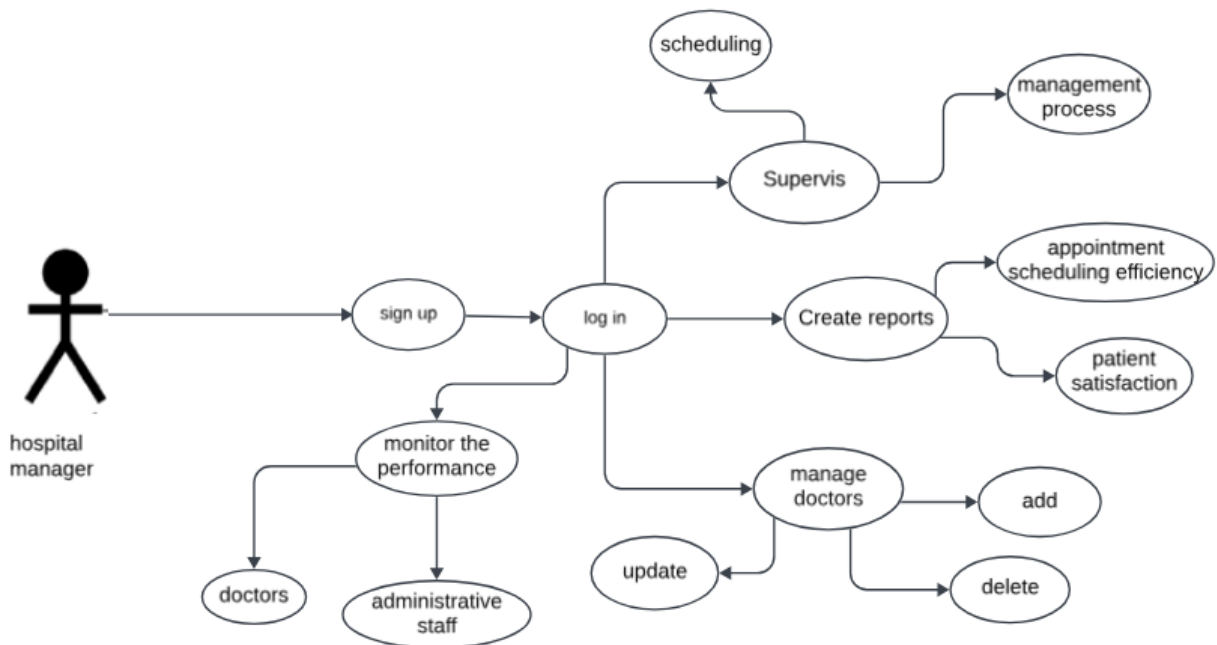 scheduling
management
process
Supervis
appointment
scheduling efficiency
sign up
log in
Create reports
patient
satisfaction
hospital
manager
monitor the
performance
manage
doctors
add
update
delete
doctors
administrative
staff